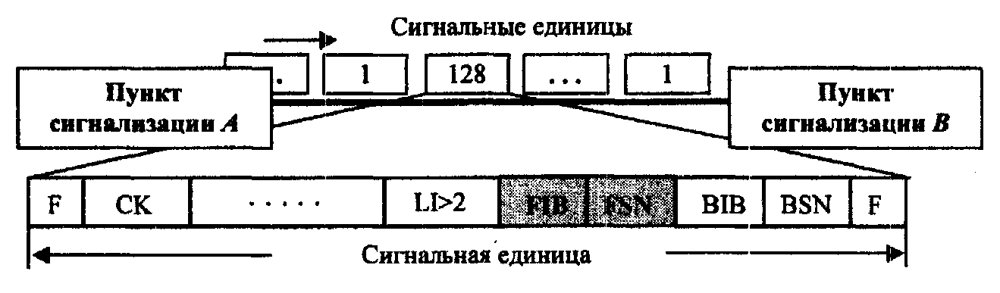 Сигнальные единицы
. 1 128 ... 1
Пункт
сигнализации A
Пункт
сигнализации B
F CK ..... LI>2 FIB FSN BIB BSN F
Сигнальная единица